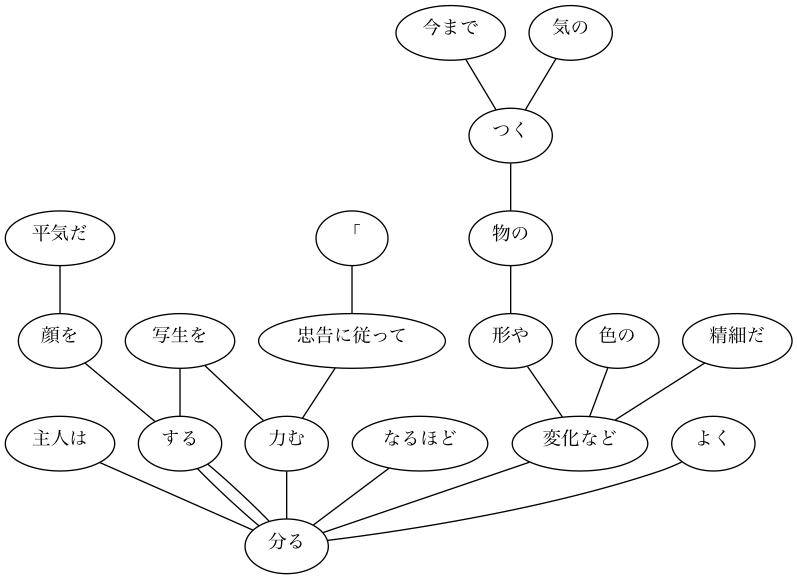 今まで 気の
つく
平気だ 「 物の
顔を 写生を 忠告に従って 形や 色の 精細だ
主人は する 力む なるほど 変化など よく
分る